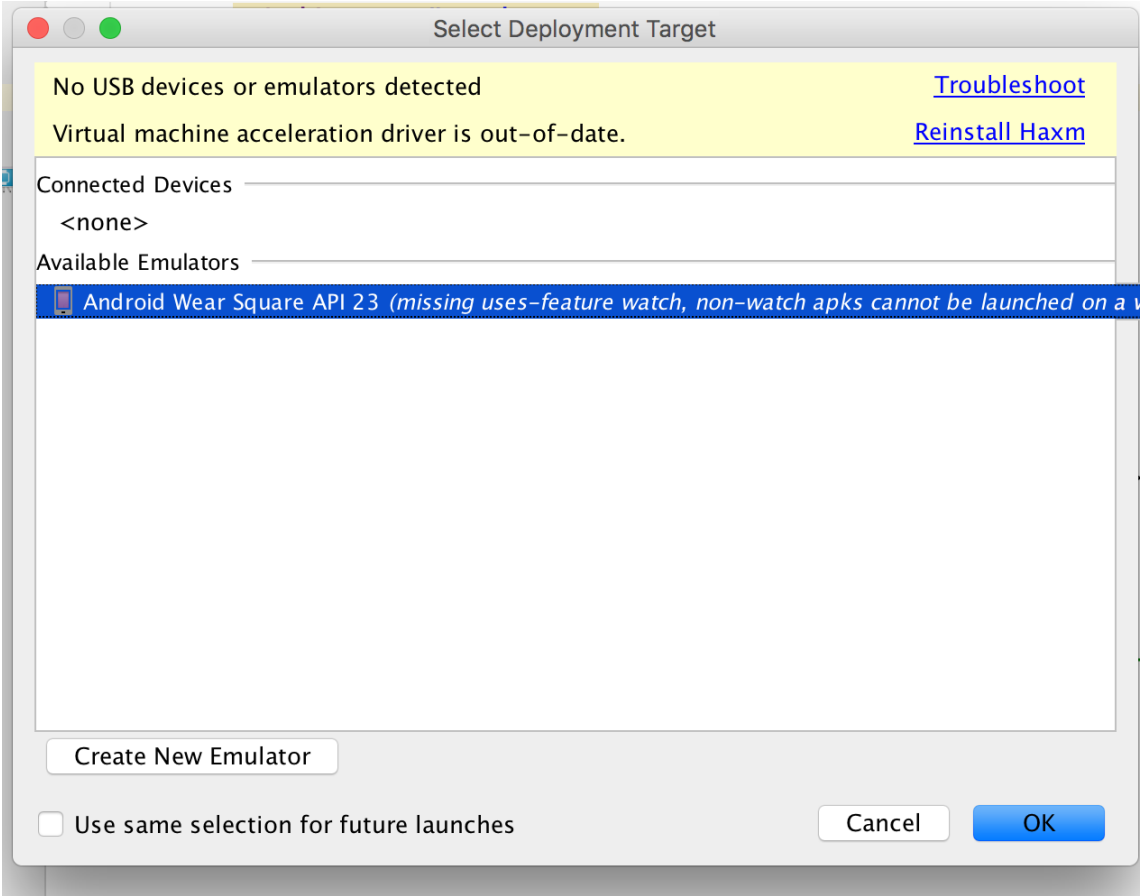 Select Deployment Target
No USB devices or emulators detected Troubleshoot
Virtual machine acceleration driver is out-of-date. Reinstall Haxm
Connected Devices
<none>
Available Emulators
Android Wear Square API 23 (missing uses-feature watch, non-watch apks cannot be launched on a
Create New Emulator
Use same selection for future launches Cancel OK